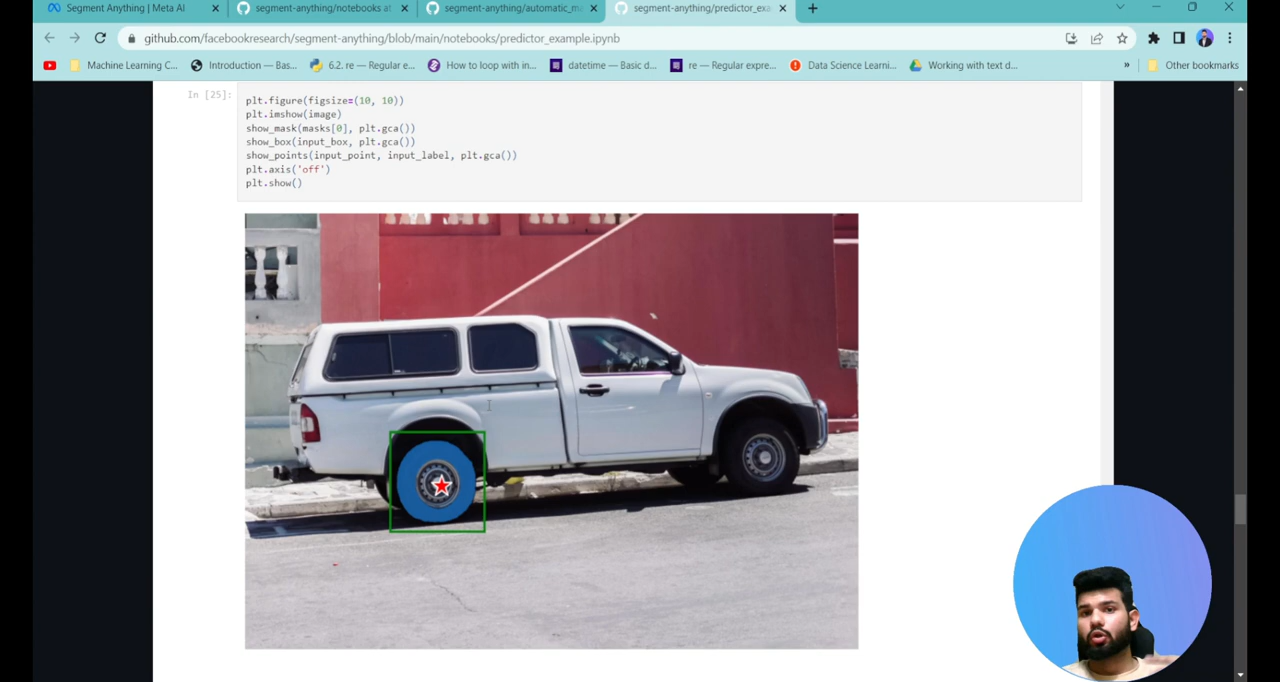 Segment Anything | Meta AI
segment-anything/notebooks at
segment-anything/automatic_ma
segment-anything/predictor_exa
github.com/facebookresearch/segment-anything/blob/main/notebooks/predictor_example.ipynb
Machine Learning C...
Introduction — Bas...
6.2. re — Regular e...
How to loop with in...
datetime — Basic d...
re — Regular expre...
Data Science Learni...
Working with text d...
»
Other bookmarks
In [25]:
plt.figure(figsize=(10, 10))
plt.imshow(image)
show_mask(masks[0], plt.gca())
show_box(input_box, plt.gca())
show_points(input_point, input_label, plt.gca())
plt.axis('off')
plt.show()